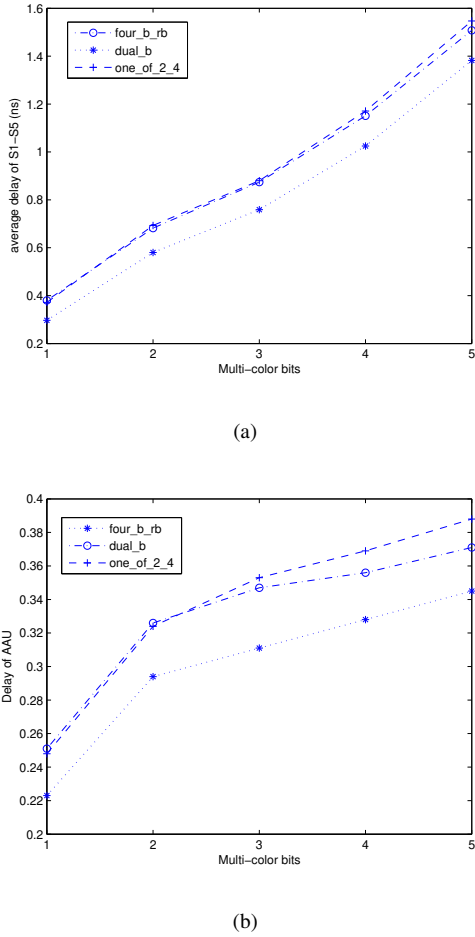 1.6
1.4
1.2
1
0.8
0.6
0.4
0.2
average delay of S1−S5 (ns)
four_b_rb
dual_b
one_of_2_4
1 2 3 4 5
Multi−color bits
(a)
0.4
0.38
0.36
0.34
0.32
0.3
0.28
0.26
0.24
0.22
0.2
Delay of AAU
four_b_rb
dual_b
one_of_2_4
1 2 3 4 5
Multi−color bits
(b)